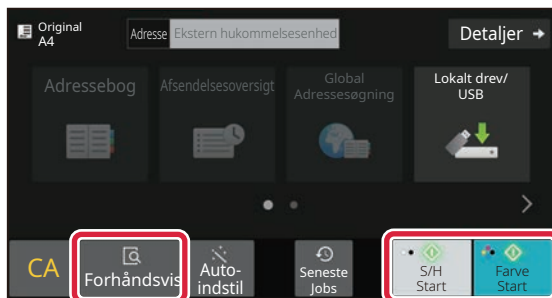 Original
A4
Adresse Ekstern hukommelsesenhed
Detaljer
Adressebog
Afsendelsesoversigt
Global
Adressesøgning
Lokalt drev/
USB
CA
Forhåndsvis
Auto-
indstil
Seneste
Jobs
S/H
Start
Farve
Start